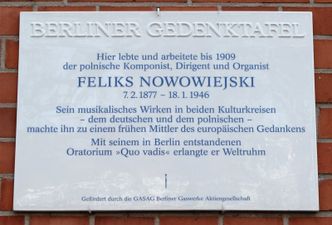 BERLINER GEDENKTAFEL
Hier lebte und arbeitete bis 1909
der polnische Komponist, Dirigent und Organist
FELIKS NOWOWIEJSKI
7. 2. 1877 – 18. 1. 1946
Sein musikalisches Wirken in beiden Kulturkreisen
– dem deutschen und dem polnischen –
machte ihn zu einem frühen Mittler des europäischen Gedankens
Mit seinem in Berlin entstandenen
Oratorium »Quo vadis« erlangte er Weltruhm
Gefördert durch die GASAG Berliner Gaswerke Aktiengesellschaft